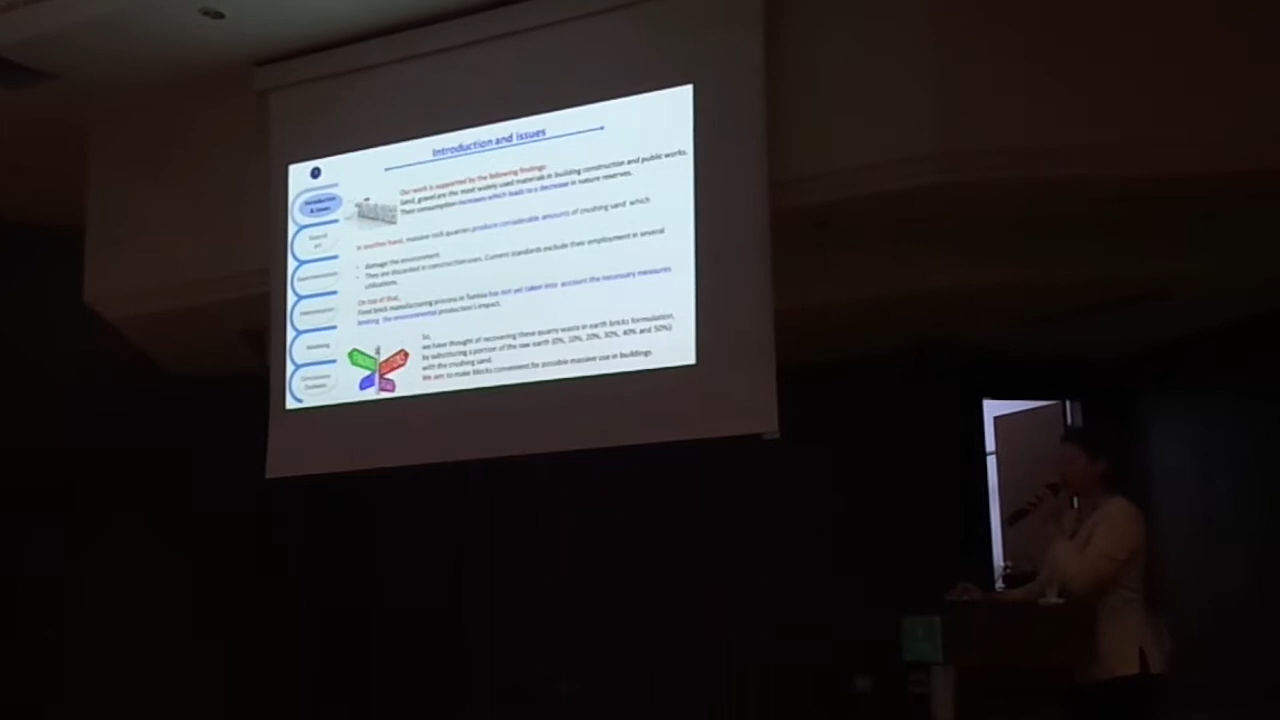 Introduction and issues
Introduction
& issues
Our work is supported by the following findings:
Sand, gravel are the most widely used materials in building construction and public works.
Their consumption increases which leads to a decrease in nature reserves.
In another hand, massive rock quarries produce considerable amounts of crushing sand which
- damage the environment
- They are discarded in construction uses. Current standards exclude their employment in several
utilizations.
On top of that,
Fired brick manufacturing process in Tunisia has not yet taken into account the necessary measures
limiting the environmental production's impact.
Modeling
So,
we have thought of recovering these quarry waste in earth bricks formulation,
by substituting a portion of the raw earth (0%, 10%, 20%, 30%, 40% and 50%)
with the crushing sand,
We aim to make blocks convenient for possible massive use in buildings.